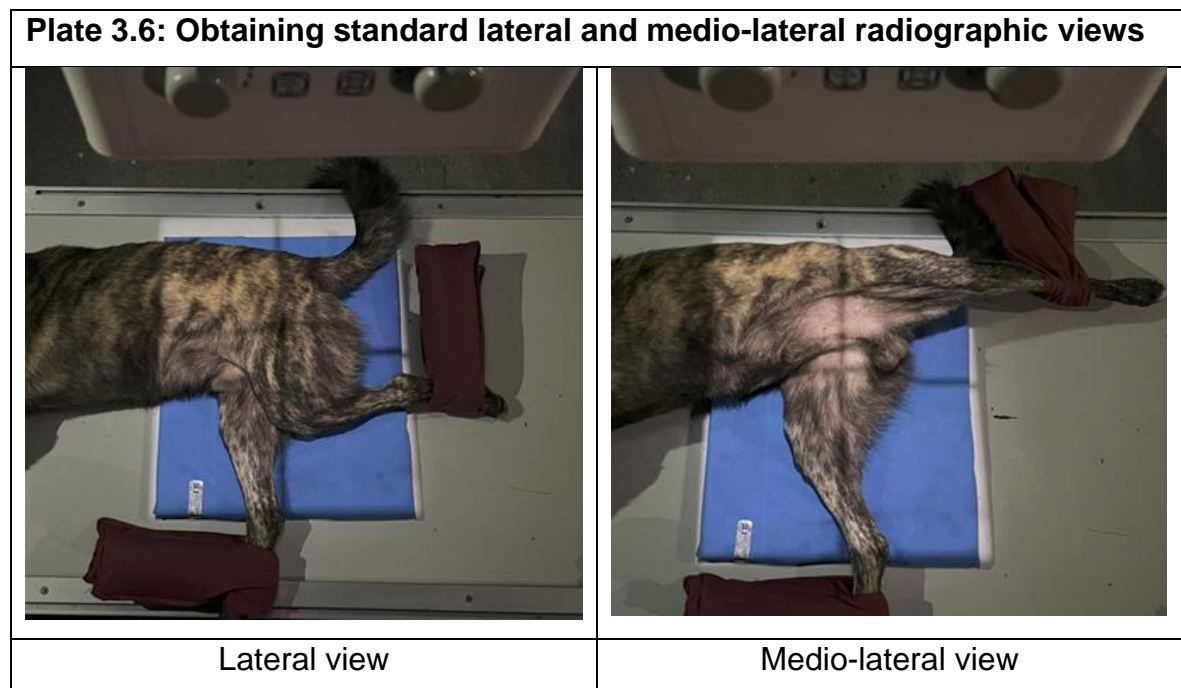 Plate 3.6: Obtaining standard lateral and medio-lateral radiographic views
Lateral view
Medio-lateral view